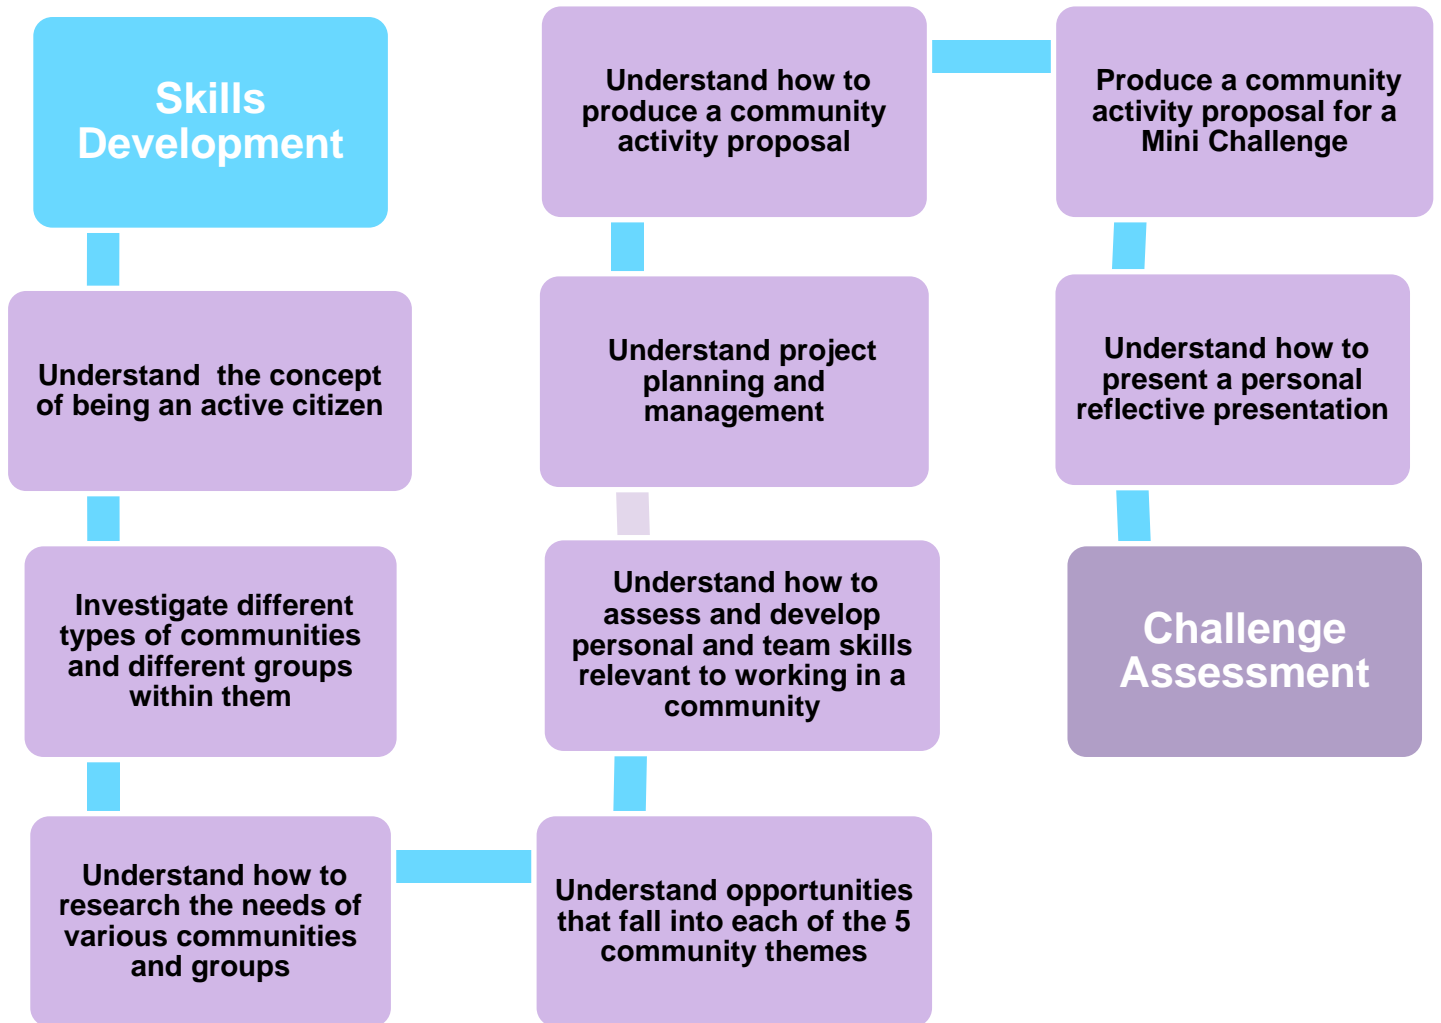 Skills
Development
Understand the concept
of being an active citizen
Investigate different
types of communities
and different groups
within them
Understand how to
research the needs of
various communities
and groups
Understand opportunities
that fall into each of the 5
community themes
Understand how to
assess and develop
personal and team skills
relevant to working in a
community
Understand project
planning and
management
Understand how to
produce a community
activity proposal
Produce a community
activity proposal for a
Mini Challenge
Understand how to
present a personal
reflective presentation
Challenge
Assessment